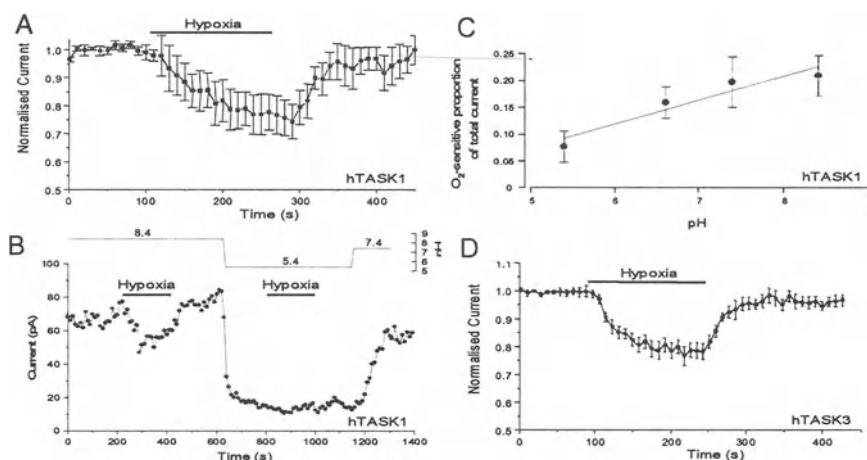 A
Hypoxia
Normalised Current
1,0
0,9
0,8
0,7
0,6
0,5
0
100
200
300
400
Time (s)
hTASK1
C
O₂-sensitive proportion
of total current
0.25
0.20
0.15
0.10
0.05
0
5
6
7
8
pH
hTASK1
B
8.4
5.4
7.4
9
8
7
6
5
pH
Hypoxia
Hypoxia
Current (pA)
100
80
60
40
20
0
0
200
400
600
800
1000
1200
1400
Time (s)
hTASK1
D
Hypoxia
Normalised Current
1.1
1.0
0.9
0.8
0.7
0.6
0.5
0
100
200
300
400
Time (s)
hTASK3